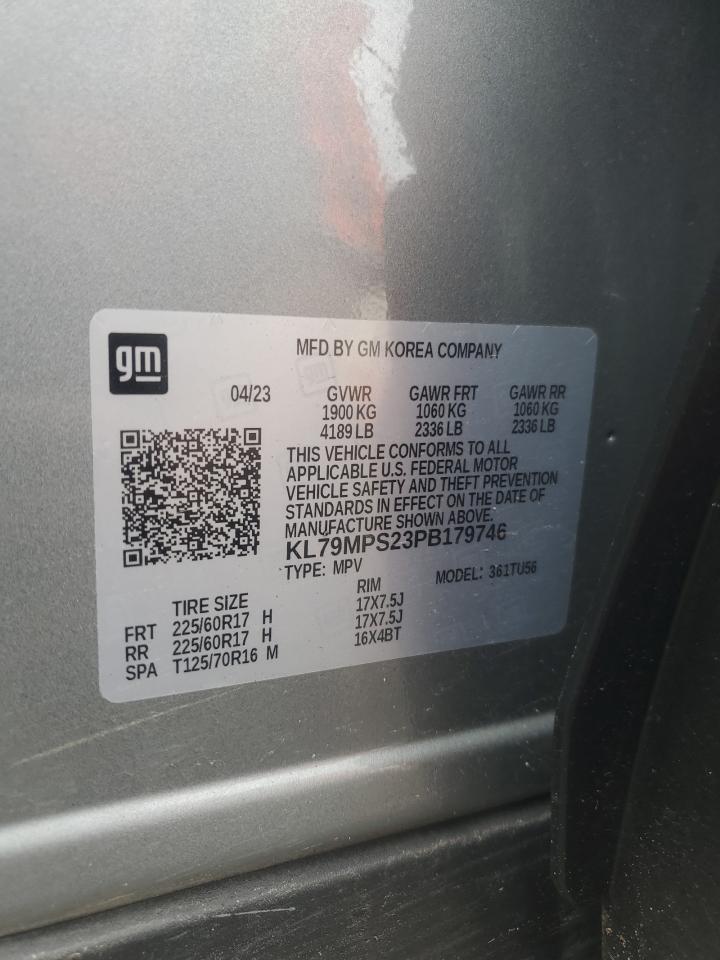 gm
MFD BY GM KOREA COMPANY
04/23 GVWR GAWR FRT GAWR RR
1900 KG 1060 KG 1060 KG
4189 LB 2336 LB 2336 LB
THIS VEHICLE CONFORMS TO ALL
APPLICABLE U.S. FEDERAL MOTOR
VEHICLE SAFETY AND THEFT PREVENTION
STANDARDS IN EFFECT ON THE DATE OF
MANUFACTURE SHOWN ABOVE.
KL79MPS23PB179746
TYPE: MPV MODEL: 361TU56
TIRE SIZE RIM
FRT 225/60R17 H 17X7.5J
RR 225/60R17 H 17X7.5J
SPA T125/70R16 M 16X4BT